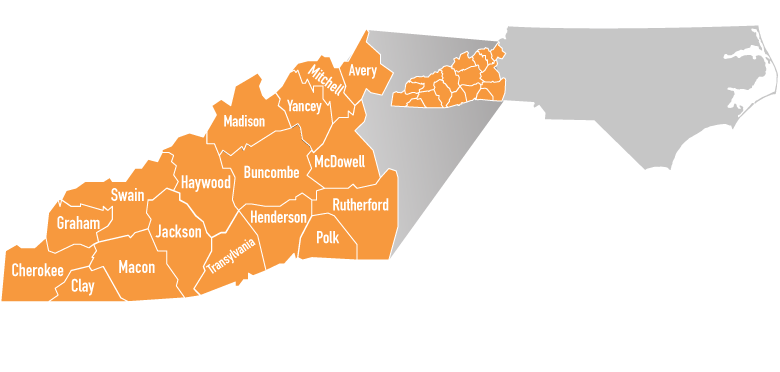 Avery
Mitchell
Yancey
Madison
McDowell
Buncombe
Haywood
Swain
Rutherford
Henderson
Graham
Jackson
Polk
Transylvania
Macon
Cherokee
Clay